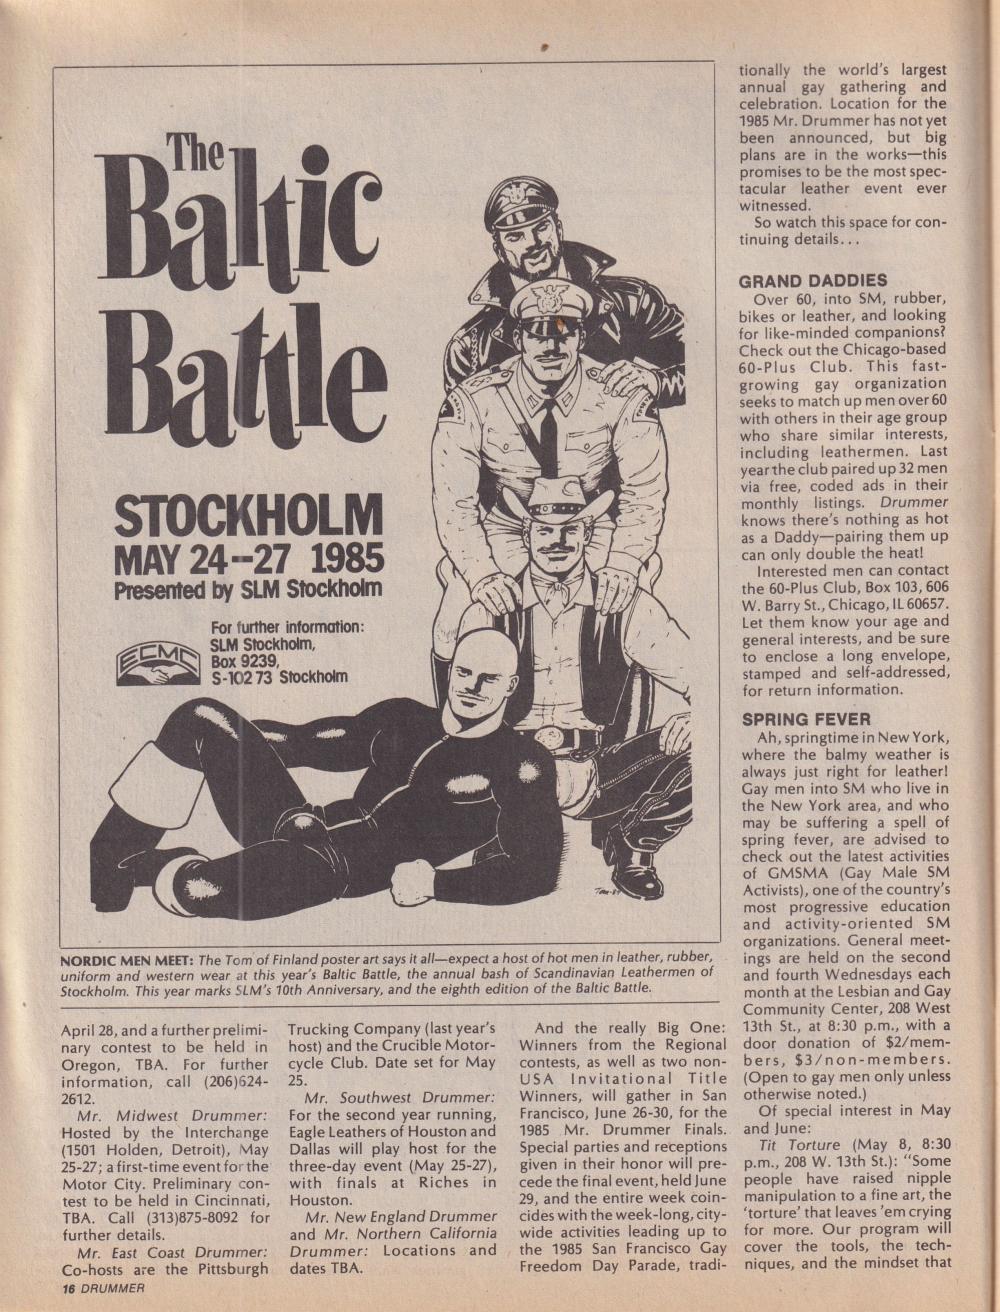 The
Baltic
Battle
STOCKHOLM
MAY 24--27 1985
Presented by SLM Stockholm
For further information:
SLM Stockholm,
Box 9239,
S-102 73 Stockholm
ECMC
Tom-84
NORDIC MEN MEET: The Tom of Finland poster art says it all—expect a host of hot men in leather, rubber,
uniform and western wear at this year's Baltic Battle, the annual bash of Scandinavian Leathermen of
Stockholm. This year marks SLM's 10th Anniversary, and the eighth edition of the Baltic Battle.
April 28, and a further prelimi-
nary contest to be held in
Oregon, TBA. For further
information, call (206)624-
2612.
Mr. Midwest Drummer:
Hosted by the Interchange
(1501 Holden, Detroit), May
25-27; a first-time event for the
Motor City. Preliminary con-
test to be held in Cincinnati,
TBA. Call (313)875-8092 for
further details.
Mr. East Coast Drummer:
Co-hosts are the Pittsburgh
Trucking Company (last year's
host) and the Crucible Motor-
cycle Club. Date set for May
25.
Mr. Southwest Drummer:
For the second year running,
Eagle Leathers of Houston and
Dallas will play host for the
three-day event (May 25-27),
with finals at Riches in
Houston.
Mr. New England Drummer
and Mr. Northern California
Drummer: Locations and
dates TBA.
And the really Big One:
Winners from the Regional
contests, as well as two non-
USA Invitational Title
Winners, will gather in San
Francisco, June 26-30, for the
1985 Mr. Drummer Finals.
Special parties and receptions
given in their honor will pre-
cede the final event, held June
29, and the entire week coin-
cides with the week-long, city-
wide activities leading up to
the 1985 San Francisco Gay
Freedom Day Parade, tradi-
tionally the world's largest
annual gay gathering and
celebration. Location for the
1985 Mr. Drummer has not yet
been announced, but big
plans are in the works—this
promises to be the most spec-
tacular leather event ever
witnessed.
So watch this space for con-
tinuing details...
GRAND DADDIES
Over 60, into SM, rubber,
bikes or leather, and looking
for like-minded companions?
Check out the Chicago-based
60-Plus Club. This fast-
growing gay organization
seeks to match up men over 60
with others in their age group
who share similar interests,
including leathermen. Last
year the club paired up 32 men
via free, coded ads in their
monthly listings. Drummer
knows there's nothing as hot
as a Daddy—pairing them up
can only double the heat!
Interested men can contact
the 60-Plus Club, Box 103, 606
W. Barry St., Chicago, IL 60657.
Let them know your age and
general interests, and be sure
to enclose a long envelope,
stamped and self-addressed,
for return information.
SPRING FEVER
Ah, springtime in New York,
where the balmy weather is
always just right for leather!
Gay men into SM who live in
the New York area, and who
may be suffering a spell of
spring fever, are advised to
check out the latest activities
of GMSMA (Gay Male SM
Activists), one of the country's
most progressive education
and activity-oriented SM
organizations. General meet-
ings are held on the second
and fourth Wednesdays each
month at the Lesbian and Gay
Community Center, 208 West
13th St., at 8:30 p.m., with a
door donation of $2/mem-
bers, $3/non-members.
(Open to gay men only unless
otherwise noted.)
Of special interest in May
and June:
Tit Torture (May 8, 8:30
p.m., 208 W. 13th St.): "Some
people have raised nipple
manipulation to a fine art, the
'torture' that leaves 'em crying
for more. Our program will
cover the tools, the tech-
niques, and the mindset that
16 DRUMMER